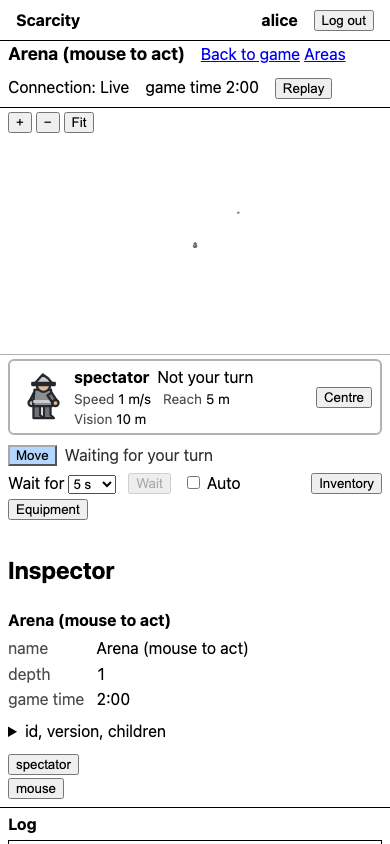 Scarcity alice Log out
Arena (mouse to act) Back to game Areas
Connection: Live game time 2:00 Replay
+ − Fit
spectator Not your turn
Speed 1 m/s Reach 5 m
Vision 10 m
Centre
Move Waiting for your turn
Wait for 5 s Wait Auto Inventory
Equipment
Inspector
Arena (mouse to act)
name Arena (mouse to act)
depth 1
game time 2:00
id, version, children
spectator
mouse
Log